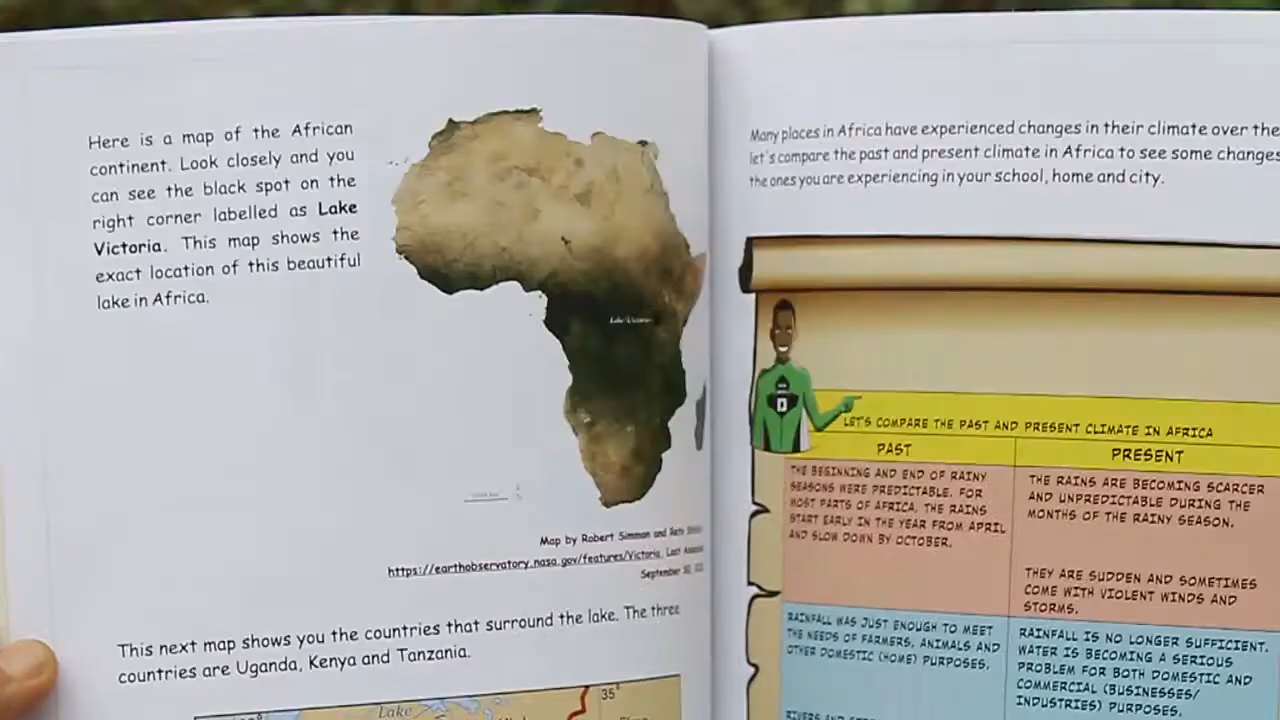 Here is a map of the African
continent. Look closely and you
can see the black spot on the
right corner labelled as Lake
Victoria. This map shows the
exact location of this beautiful
lake in Africa.
Lake Victoria
Map by Robert Simmon and
https://earthobservatory.nasa.gov/features/Victoria. Last
September 30,
This next map shows you the countries that surround the lake. The three
countries are Uganda, Kenya and Tanzania.
Lake
35°
Many places in Africa have experienced changes in their climate over the
let's compare the past and present climate in Africa to see some changes
the ones you are experiencing in your school, home and city.
D
LET'S COMPARE THE PAST AND PRESENT CLIMATE IN AFRICA
PAST
THE BEGINNING AND END OF RAINY
SEASONS WERE PREDICTABLE. FOR
MOST PARTS OF AFRICA, THE RAINS
START EARLY IN THE YEAR FROM APRIL
AND SLOW DOWN BY OCTOBER.
PRESENT
THE RAINS ARE BECOMING SCARCER
AND UNPREDICTABLE DURING THE
MONTHS OF THE RAINY SEASON.
THEY ARE SUDDEN AND SOMETIMES
COME WITH VIOLENT WINDS AND
STORMS.
RAINFALL WAS JUST ENOUGH TO MEET
THE NEEDS OF FARMERS, ANIMALS AND
OTHER DOMESTIC (HOME) PURPOSES.
RAINFALL IS NO LONGER SUFFICIENT.
WATER IS BECOMING A SERIOUS
PROBLEM FOR BOTH DOMESTIC AND
COMMERCIAL (BUSINESSES/
INDUSTRIES) PURPOSES.
RIVERS AND